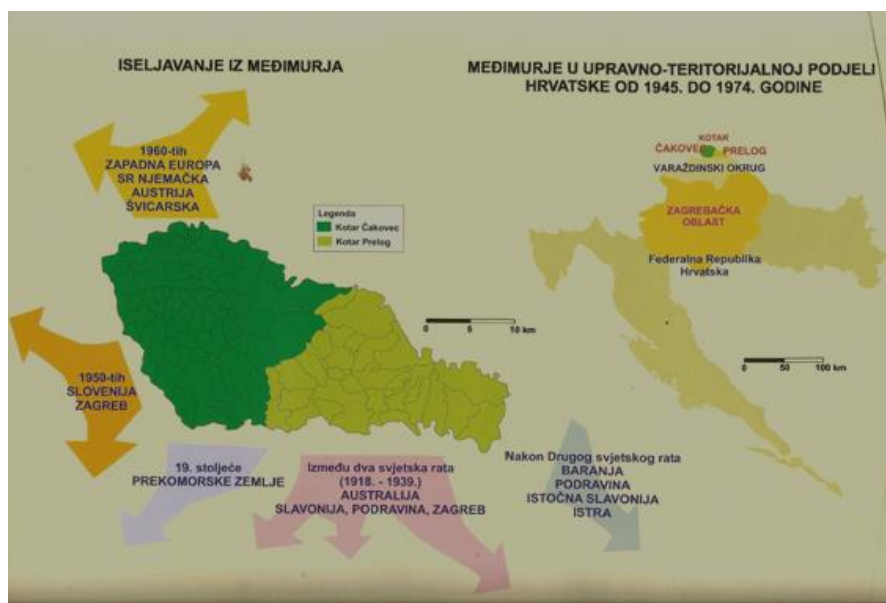 ISELJAVANJE IZ MEĐIMURJA
1960-tih
ZAPADNA EUROPA
SR NJEMAČKA
AUSTRIJA
ŠVICARSKA
Legenda
Kotar Čakovec
Kotar Prelog
0 5 10 km
1950-tih
SLOVENIJA
ZAGREB
19. stoljeće
PREKOMORSKE ZEMLJE
Između dva svjetska rata
(1918. - 1939.)
AUSTRALIJA
SLAVONIJA, PODRAVINA, ZAGREB
Nakon Drugog svjetskog rata
BARANJA
PODRAVINA
ISTOČNA SLAVONIJA
ISTRA
MEĐIMURJE U UPRAVNO-TERITORIJALNOJ PODJELI
HRVATSKE OD 1945. DO 1974. GODINE
KOTAR
ČAKOVEC PRELOG
VARAŽDINSKI OKRUG
ZAGREBAČKA
OBLAST
Federalna Republika
Hrvatska
0 50 100 km